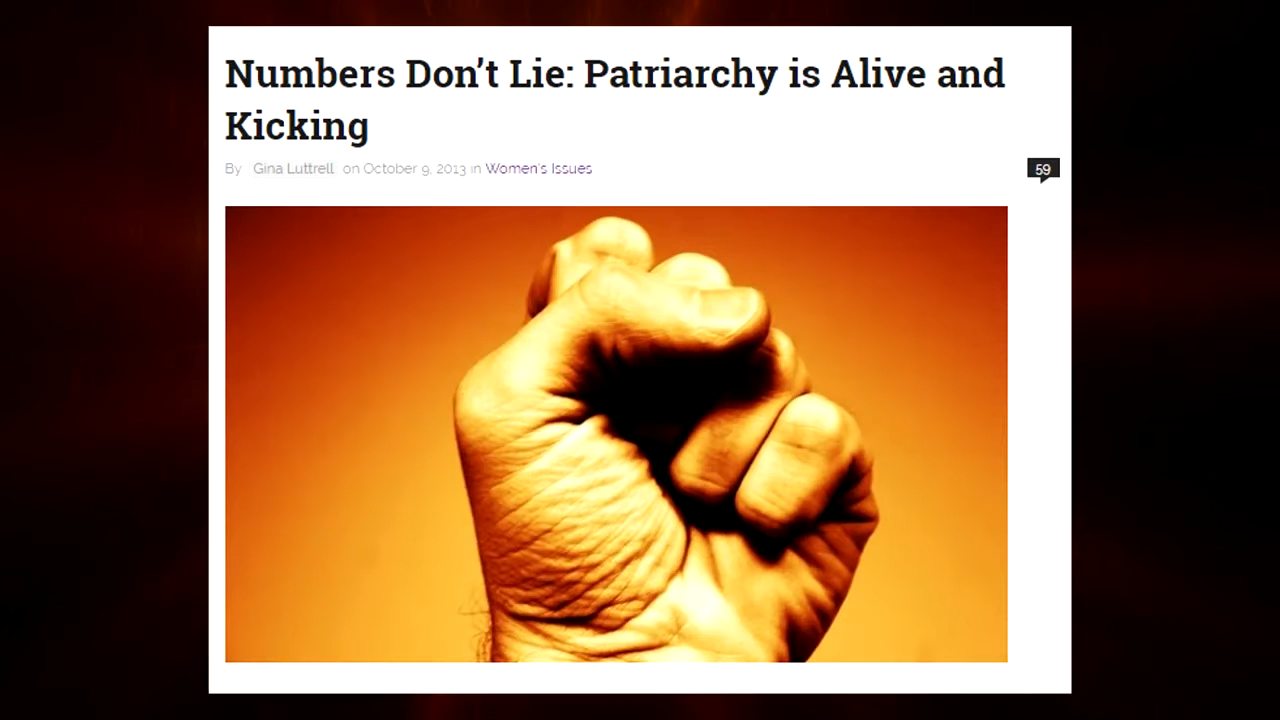 Numbers Don’t Lie: Patriarchy is Alive and
Kicking
By Gina Luttrell on October 9, 2013 in Women's Issues
59